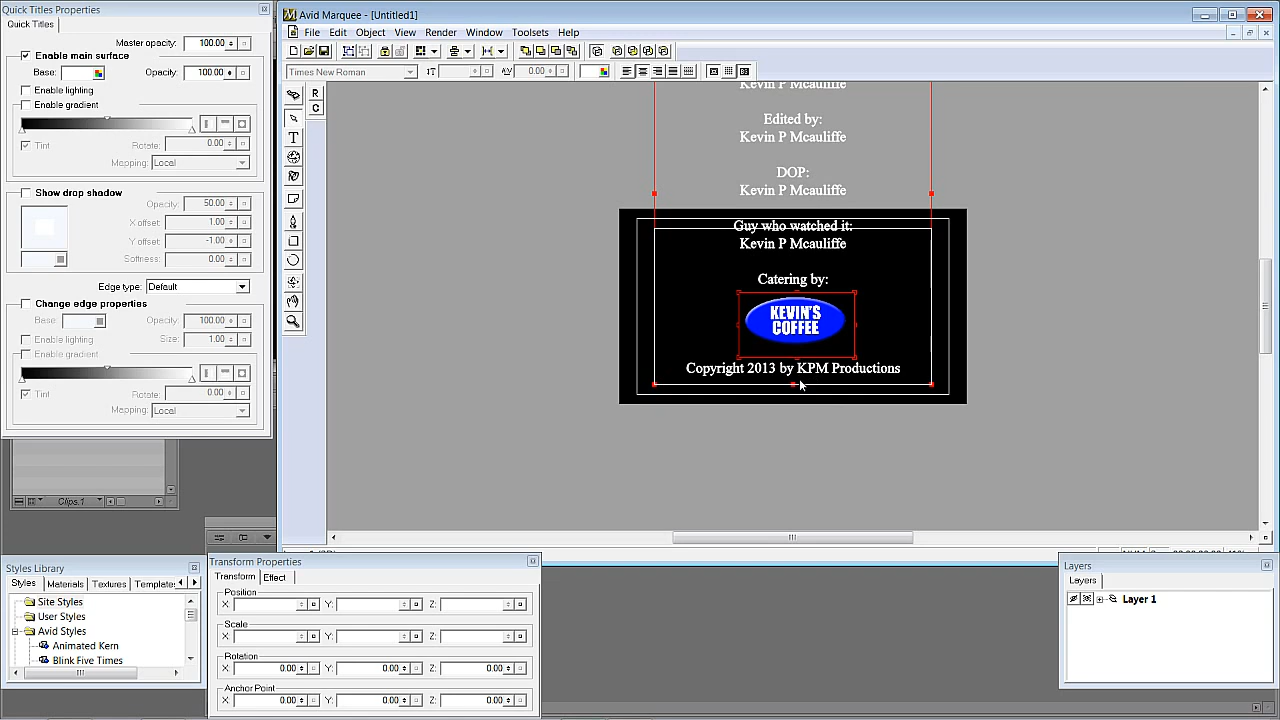 Quick Titles Properties
Quick Titles
Master opacity: 100.00
Enable main surface
Base: Opacity: 100.00
Enable lighting
Enable gradient
Tint Rotate: 0.00
Mapping: Local
Show drop shadow
Opacity: 50.00
X offset: 1.00
Y offset: -1.00
Softness: 0.00
Edge type: Default
Change edge properties
Base: Opacity: 100.00
Enable lighting Size: 1.00
Enable gradient
Tint Rotate: 0.00
Mapping: Local
Clips.1
Avid Marquee - [Untitled1]
File Edit Object View Render Window Toolsets Help
Times New Roman 0.00
R
C
Kevin P Mcauliffe
Edited by:
Kevin P Mcauliffe
DOP:
Kevin P Mcauliffe
Guy who watched it:
Kevin P Mcauliffe
Catering by:
KEVIN'S
COFFEE
Copyright 2013 by KPM Productions
Styles Library
Styles Materials Textures Template
Site Styles
User Styles
Avid Styles
Animated Kern
Blink Five Times
Transform Properties
Transform Effect
Position
X Y: Z:
Scale
X Y: Z:
Rotation
X 0.00 Y: 0.00 Z: 0.00
Anchor Point
X 0.00 Y: 0.00 Z: 0.00
Layers
Layers
Layer 1